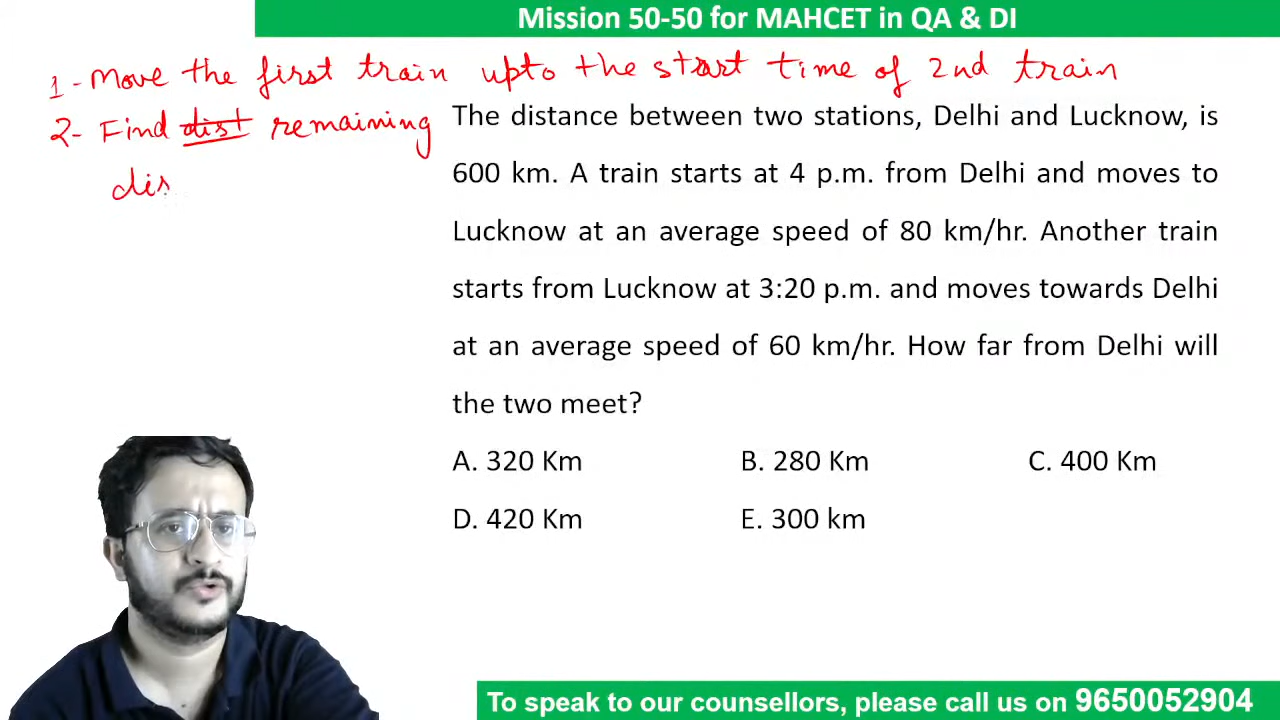 Mission 50-50 for MAHCET in QA & DI
1- Move the first train upto the start time of 2nd train
2- Find dist remaining
dis
The distance between two stations, Delhi and Lucknow, is
600 km. A train starts at 4 p.m. from Delhi and moves to
Lucknow at an average speed of 80 km/hr. Another train
starts from Lucknow at 3:20 p.m. and moves towards Delhi
at an average speed of 60 km/hr. How far from Delhi will
the two meet?
A. 320 Km B. 280 Km C. 400 Km
D. 420 Km E. 300 km
To speak to our counsellors, please call us on 9650052904